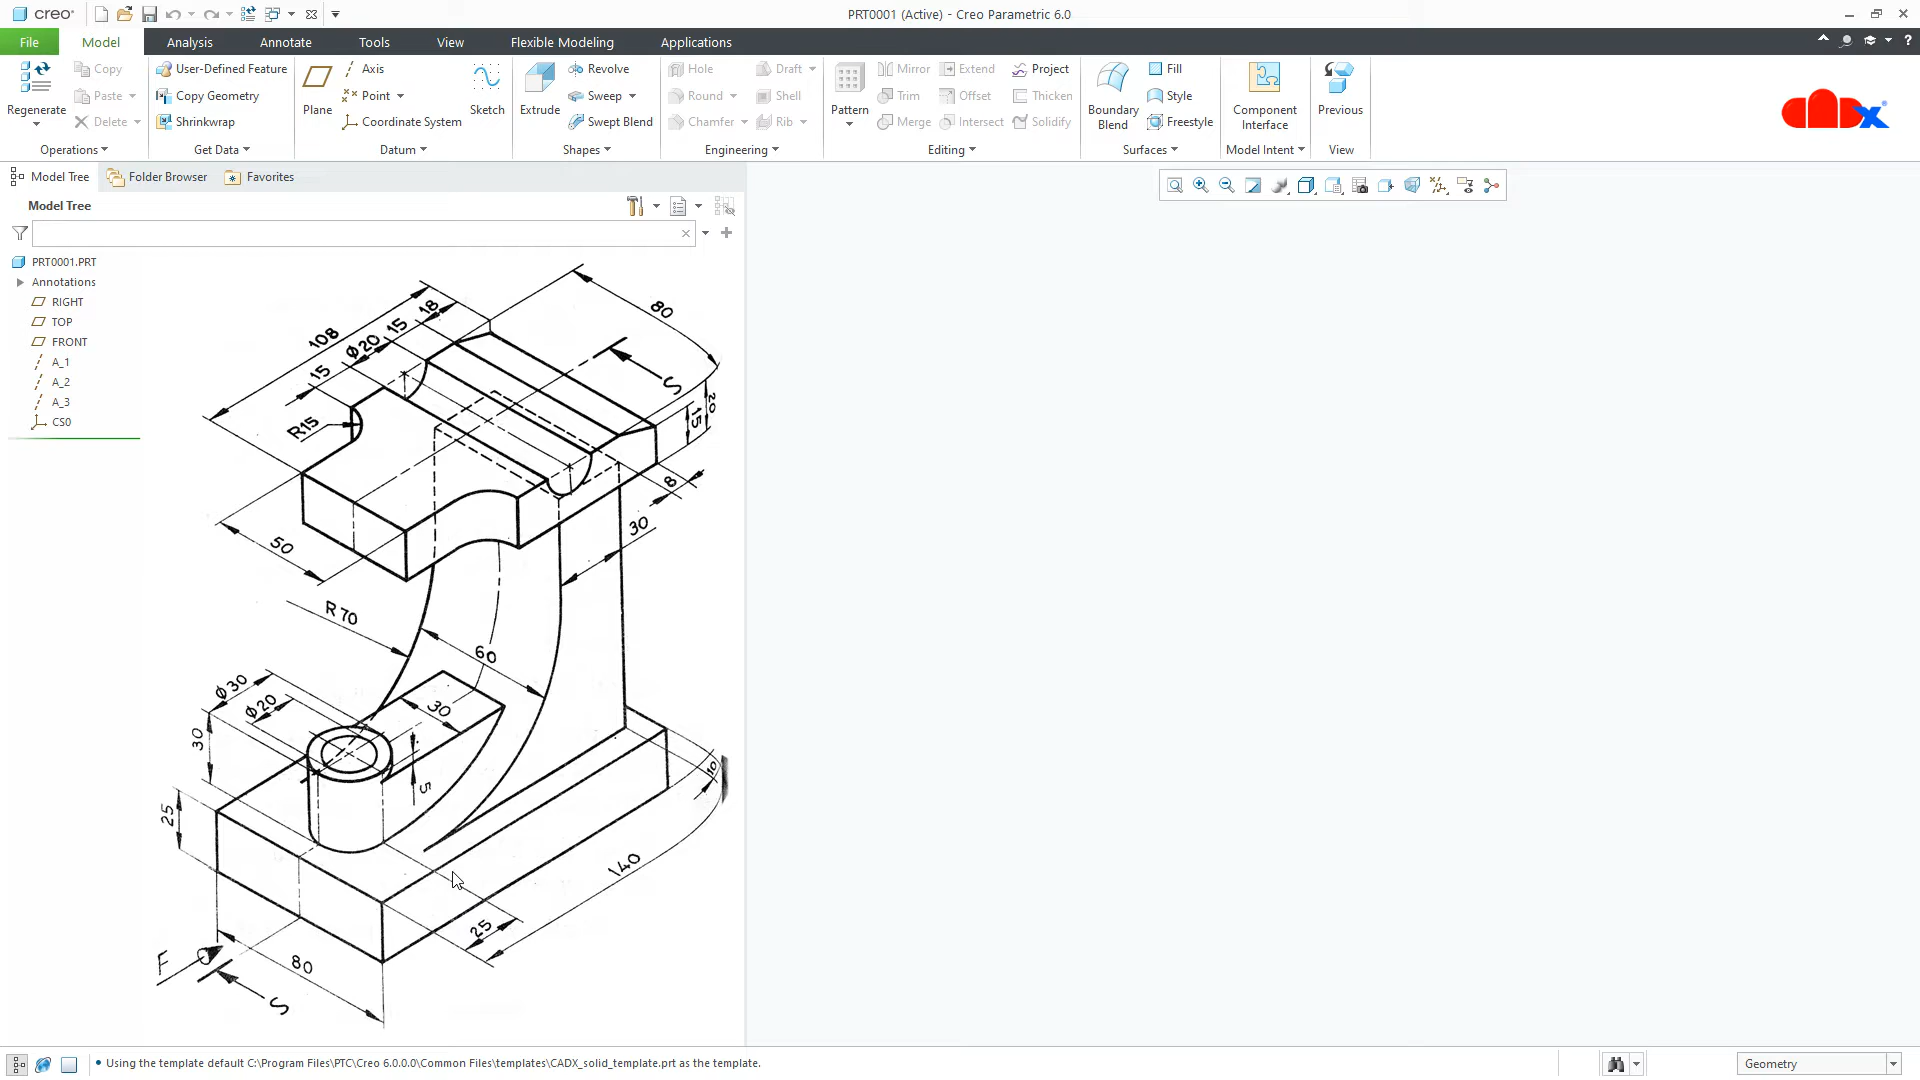 creo
PRT0001 (Active) - Creo Parametric 6.0
File
Model
Analysis
Annotate
Tools
View
Flexible Modeling
Applications
Regenerate
Copy
Paste
Delete
Operations
User-Defined Feature
Copy Geometry
Shrinkwrap
Get Data
Plane
Axis
Point
Coordinate System
Sketch
Datum
Extrude
Revolve
Sweep
Swept Blend
Shapes
Hole
Round
Chamfer
Draft
Shell
Rib
Engineering
Pattern
Mirror
Trim
Merge
Extend
Offset
Intersect
Project
Thicken
Solidify
Editing
Boundary
Blend
Fill
Style
Freestyle
Surfaces
Component
Interface
Model Intent
Previous
View
CADX
Model Tree
Folder Browser
Favorites
Model Tree
PRT0001.PRT
Annotations
RIGHT
TOP
FRONT
A_1
A_2
A_3
CS0
80
18
15
Φ20
108
15
R15
S
20
15
8
30
50
R70
60
Φ30
Φ20
30
30
5
25
10
140
25
80
F
S
Using the template default C:\Program Files\PTC\Creo 6.0.0.0\Common Files\templates\CADX_solid_template.prt as the template.
Geometry